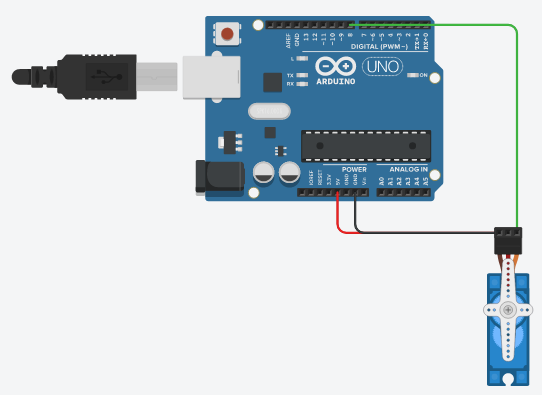 AREF
GND
13
12
~11
~10
~9
8
7
~6
~5
4
~3
2
TX→1
RX←0
DIGITAL (PWM~)
L
TX
RX
ARDUINO
UNO
ON
POWER
ANALOG IN
IOREF
RESET
3.3V
5V
GND
GND
Vin
A0
A1
A2
A3
A4
A5